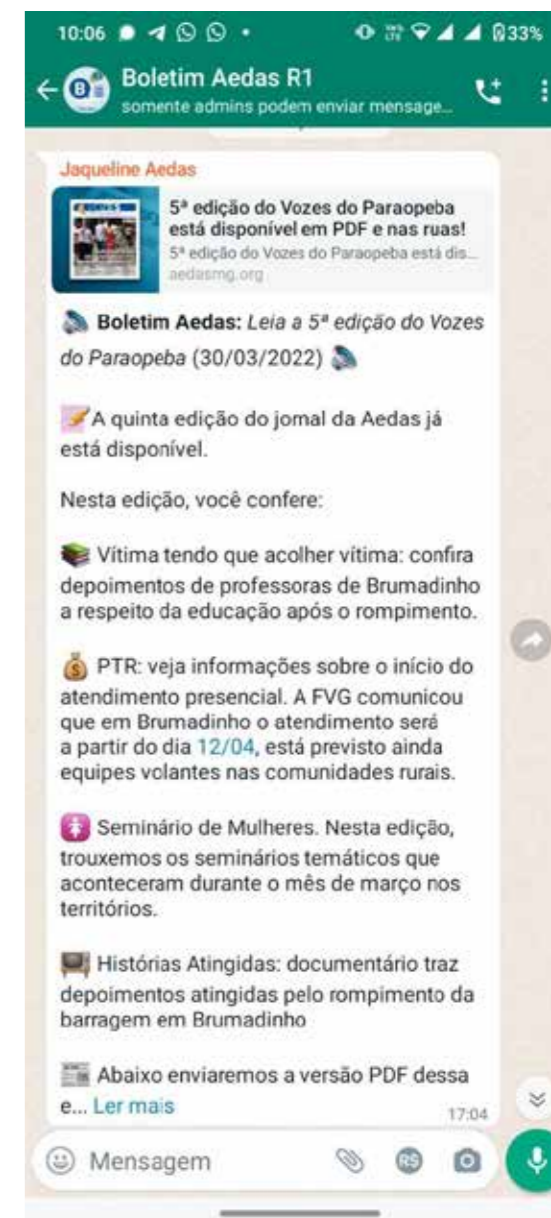 10:06
33%
Boletim Aedas R1
somente admins podem enviar mensage...
Jaqueline Aedas
5ª edição do Vozes do Paraopeba
está disponível em PDF e nas ruas!
5ª edição do Vozes do Paraopeba está dis...
aedasmg.org
Boletim Aedas: Leia a 5ª edição do Vozes
do Paraopeba (30/03/2022)
A quinta edição do jornal da Aedas já
está disponível.
Nesta edição, você confere:
Vítima tendo que acolher vítima: confira
depoimentos de professoras de Brumadinho
a respeito da educação após o rompimento.
PTR: veja informações sobre o início do
atendimento presencial. A FVG comunicou
que em Brumadinho o atendimento será
a partir do dia 12/04, está previsto ainda
equipes volantes nas comunidades rurais.
Seminário de Mulheres. Nesta edição,
trouxemos os seminários temáticos que
aconteceram durante o mês de março nos
territórios.
Histórias Atingidas: documentário traz
depoimentos atingidas pelo rompimento da
barragem em Brumadinho
Abaixo enviaremos a versão PDF dessa
e... Ler mais
17:04
Mensagem
R$